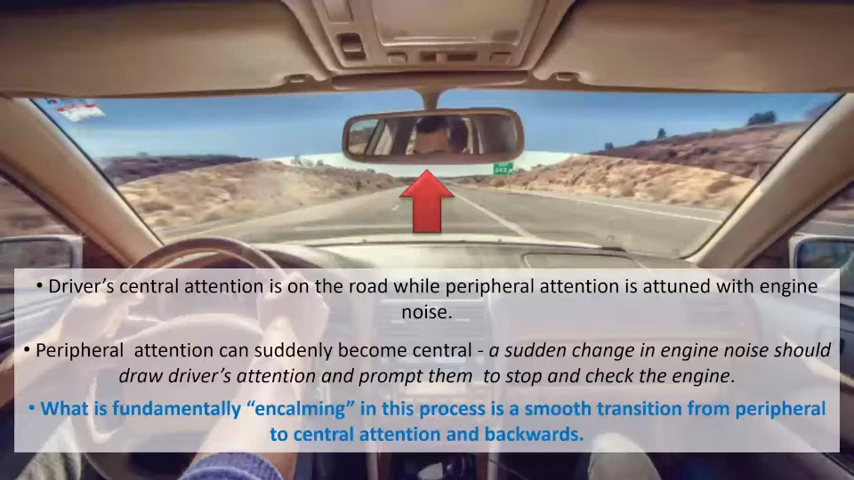 • Driver's central attention is on the road while peripheral attention is attuned with engine
noise.
• Peripheral attention can suddenly become central - a sudden change in engine noise should
draw driver's attention and prompt them to stop and check the engine.
• What is fundamentally “encalming” in this process is a smooth transition from peripheral
to central attention and backwards.